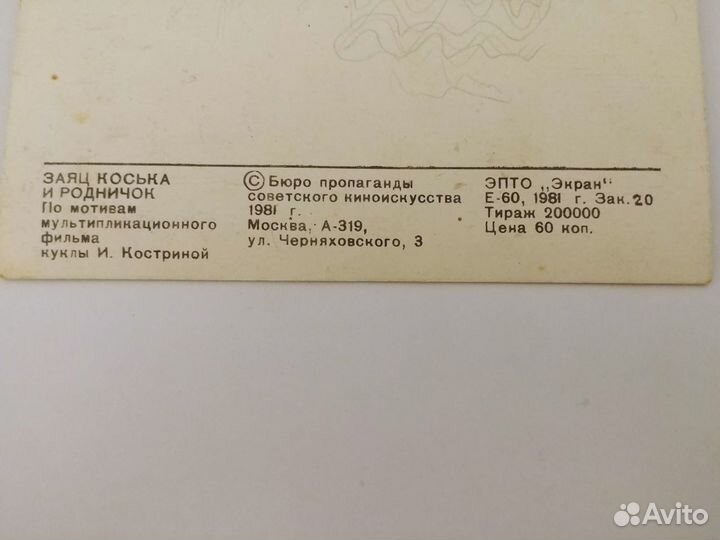 ЗАЯЦ КОСЬКА
И РОДНИЧОК
По мотивам
мультипликационного
фильма
куклы И. Костриной
© Бюро пропаганды
советского киноискусства
1981 г.
Москва, А-319,
ул. Черняховского, 3
ЭПТО „Экран“
Е-60, 1981 г. Зак. 20
Тираж 200000
Цена 60 коп.
Avito